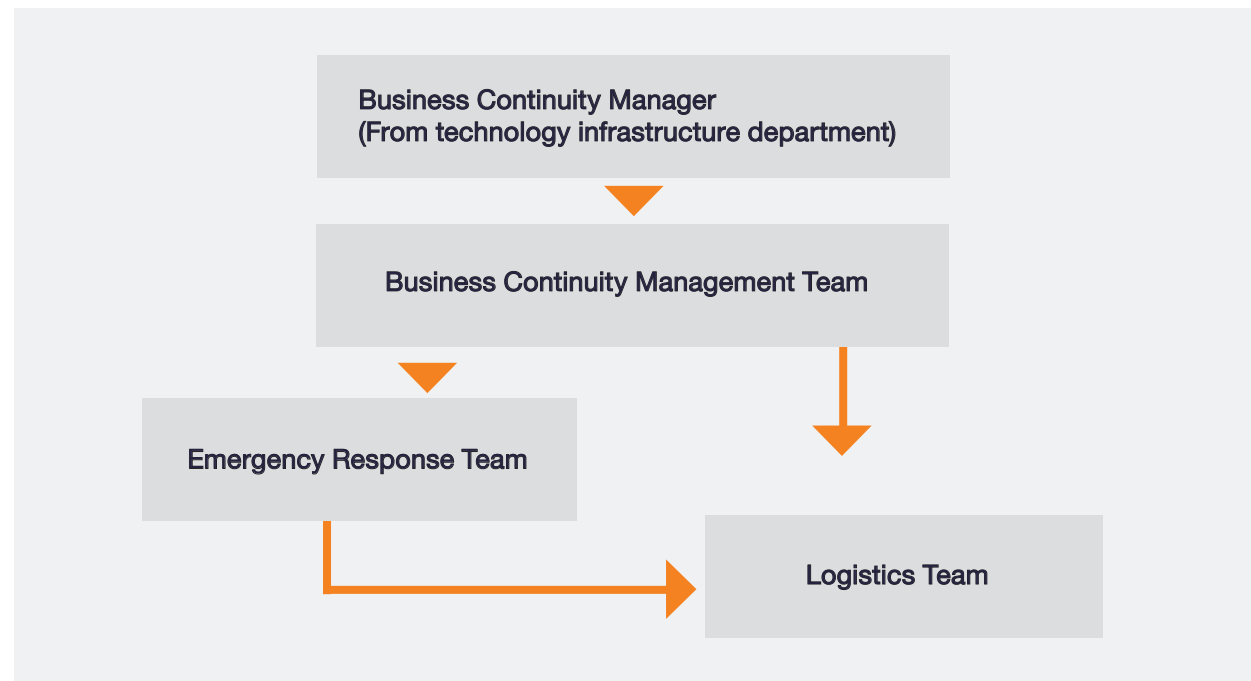 Business Continuity Manager
(From technology infrastructure department)
Business Continuity Management Team
Emergency Response Team
Logistics Team